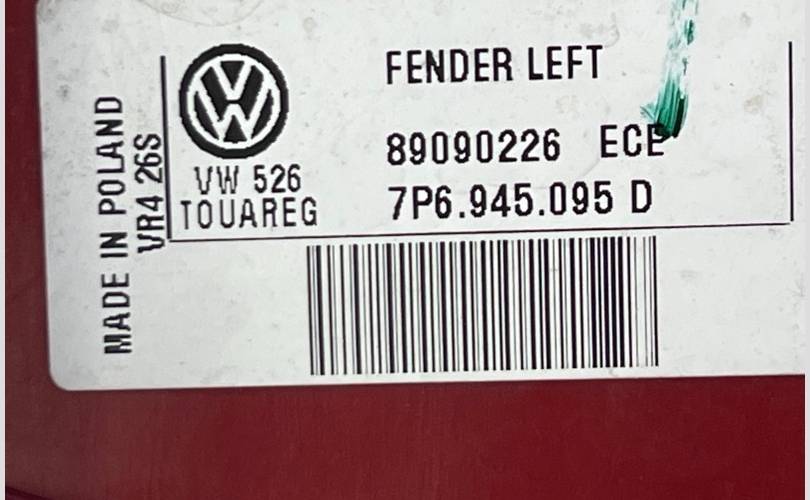 FENDER LEFT
89090226 ECE
7P6.945.095 D
VW 526
TOUAREG
MADE IN POLAND
VR4 26S